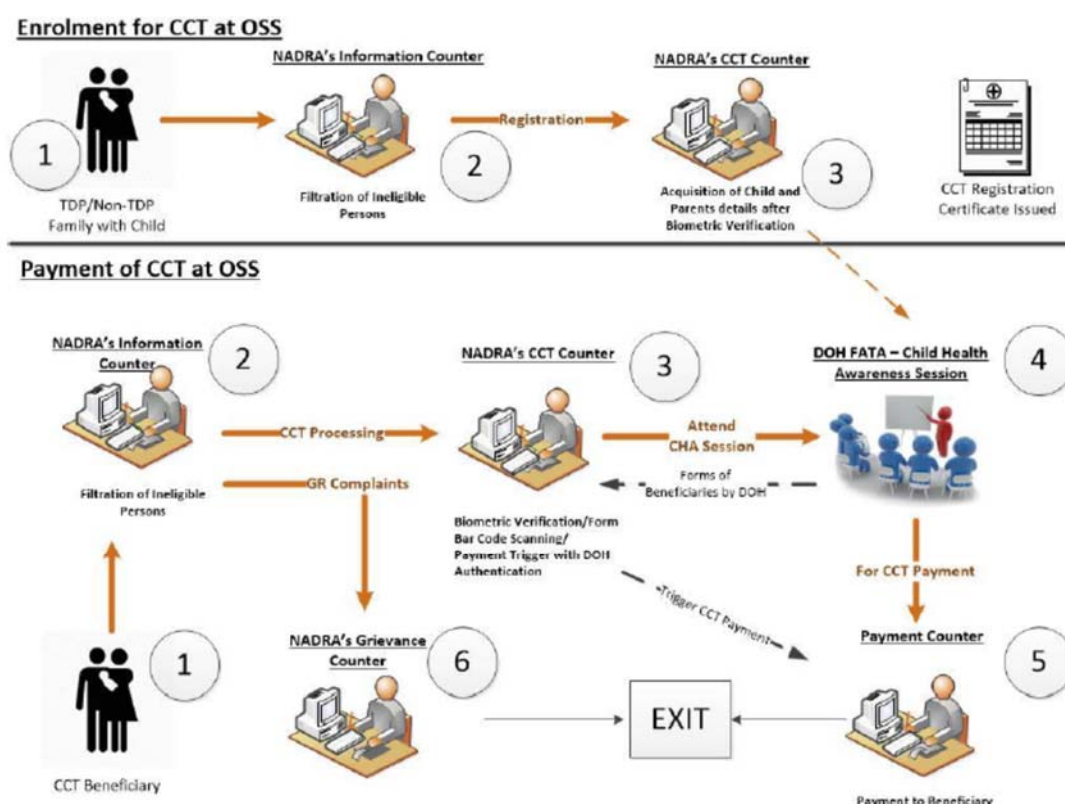 Enrolment for CCT at OSS
NADRA's Information Counter
NADRA's CCT Counter
1
2
3
Registration
TDP/Non-TDP
Family with Child
Filtration of Ineligible
Persons
Acquisition of Child and
Parents details after
Biometric Verification
CCT Registration
Certificate Issued
Payment of CCT at OSS
NADRA's Information
Counter
2
NADRA's CCT Counter
3
DOH FATA – Child Health
Awareness Session
4
CCT Processing
Attend
CHA Session
GR Complaints
Forms of
Beneficiaries by DOH
Filtration of Ineligible
Persons
Biometric Verification/Form
Bar Code Scanning/
Payment Trigger with DOH
Authentication
For CCT Payment
Trigger CCT Payment
1
CCT Beneficiary
NADRA's Grievance
Counter
6
EXIT
Payment Counter
5
Payment to Beneficiary